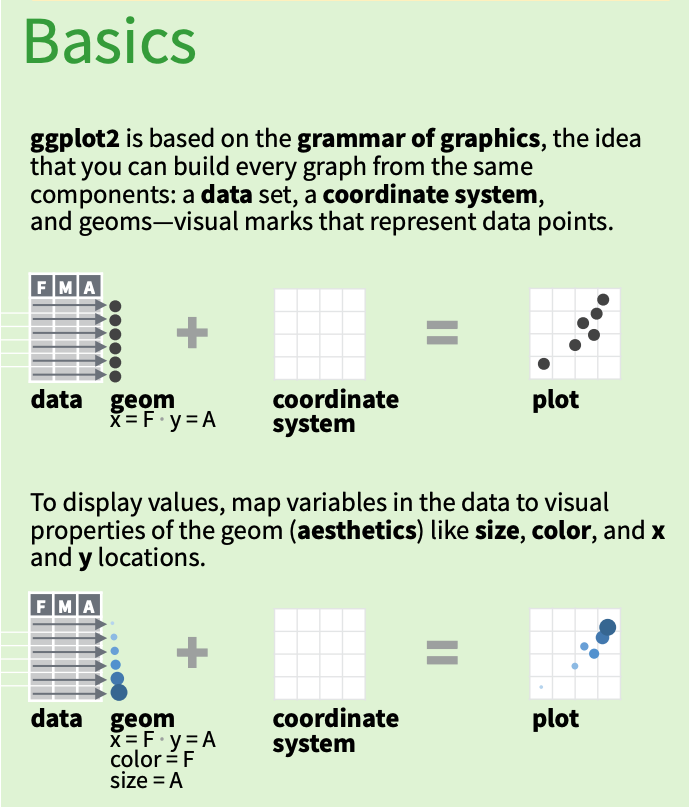 Basics
ggplot2 is based on the grammar of graphics, the idea
that you can build every graph from the same
components: a data set, a coordinate system,
and geoms—visual marks that represent data points.
F M A
+
=
data geom
x = F · y = A
coordinate
system
plot
To display values, map variables in the data to visual
properties of the geom (aesthetics) like size, color, and x
and y locations.
F M A
+
=
data geom
x = F · y = A
color = F
size = A
coordinate
system
plot